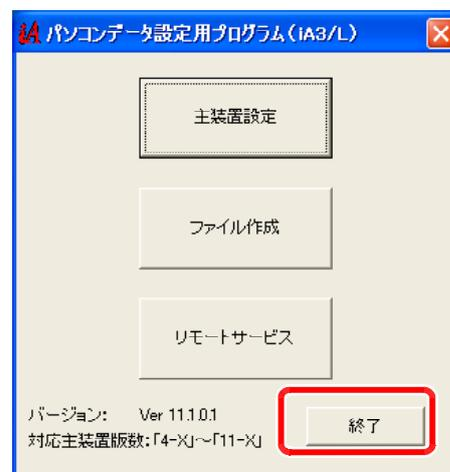 iA パソコンデータ設定用プログラム(iA3/L)
主装置設定
ファイル作成
リモートサービス
バージョン: Ver 11.1.0.1
対応主装置版数:「4-X」～「11-X」
終了